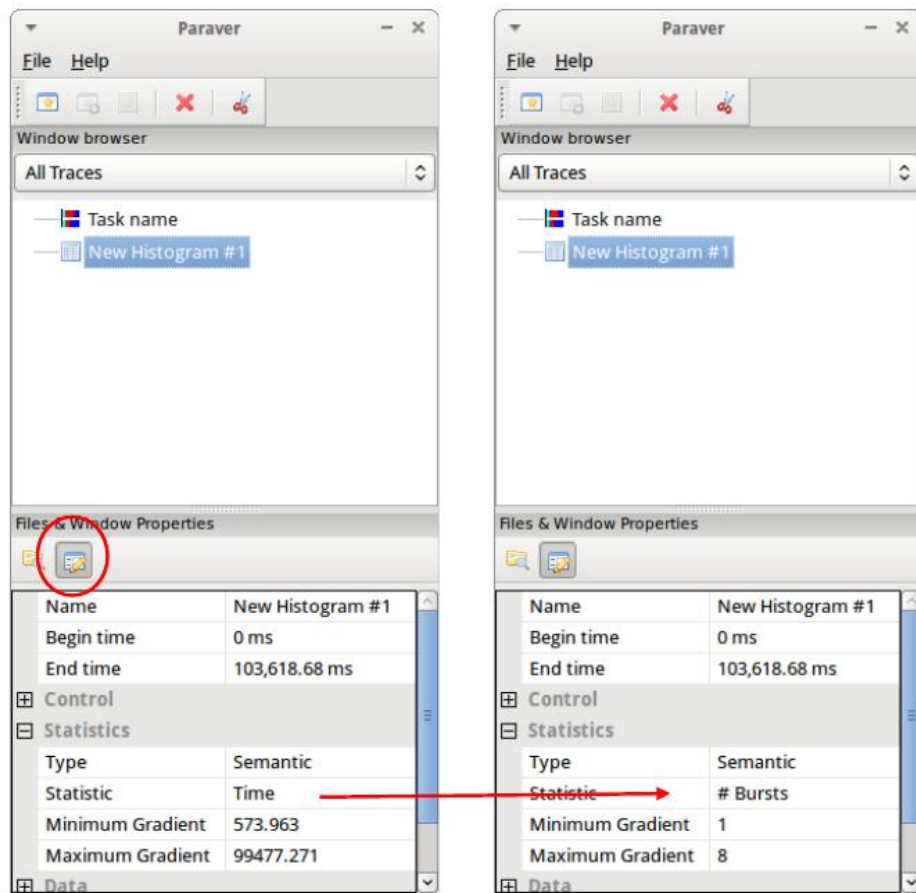 Paraver
File Help
Window browser
All Traces
Task name
New Histogram #1
Files & Window Properties
Name New Histogram #1
Begin time 0 ms
End time 103,618.68 ms
Control
Statistics
Type Semantic
Statistic Time
Minimum Gradient 573.963
Maximum Gradient 99477.271
Data
Paraver
File Help
Window browser
All Traces
Task name
New Histogram #1
Files & Window Properties
Name New Histogram #1
Begin time 0 ms
End time 103,618.68 ms
Control
Statistics
Type Semantic
Statistic # Bursts
Minimum Gradient 1
Maximum Gradient 8
Data